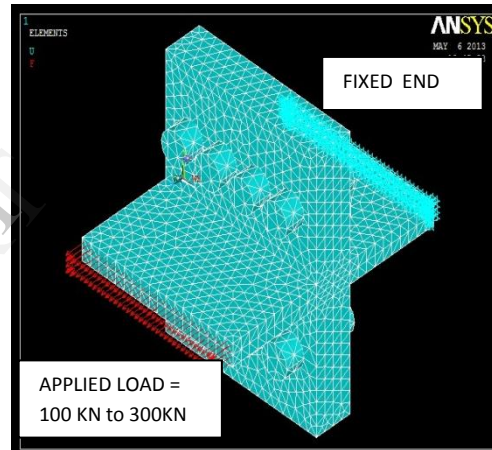 1
ELEMENTS
U
F
ANSYS
MAY 6 2013
FIXED END
APPLIED LOAD =
100 KN to 300KN